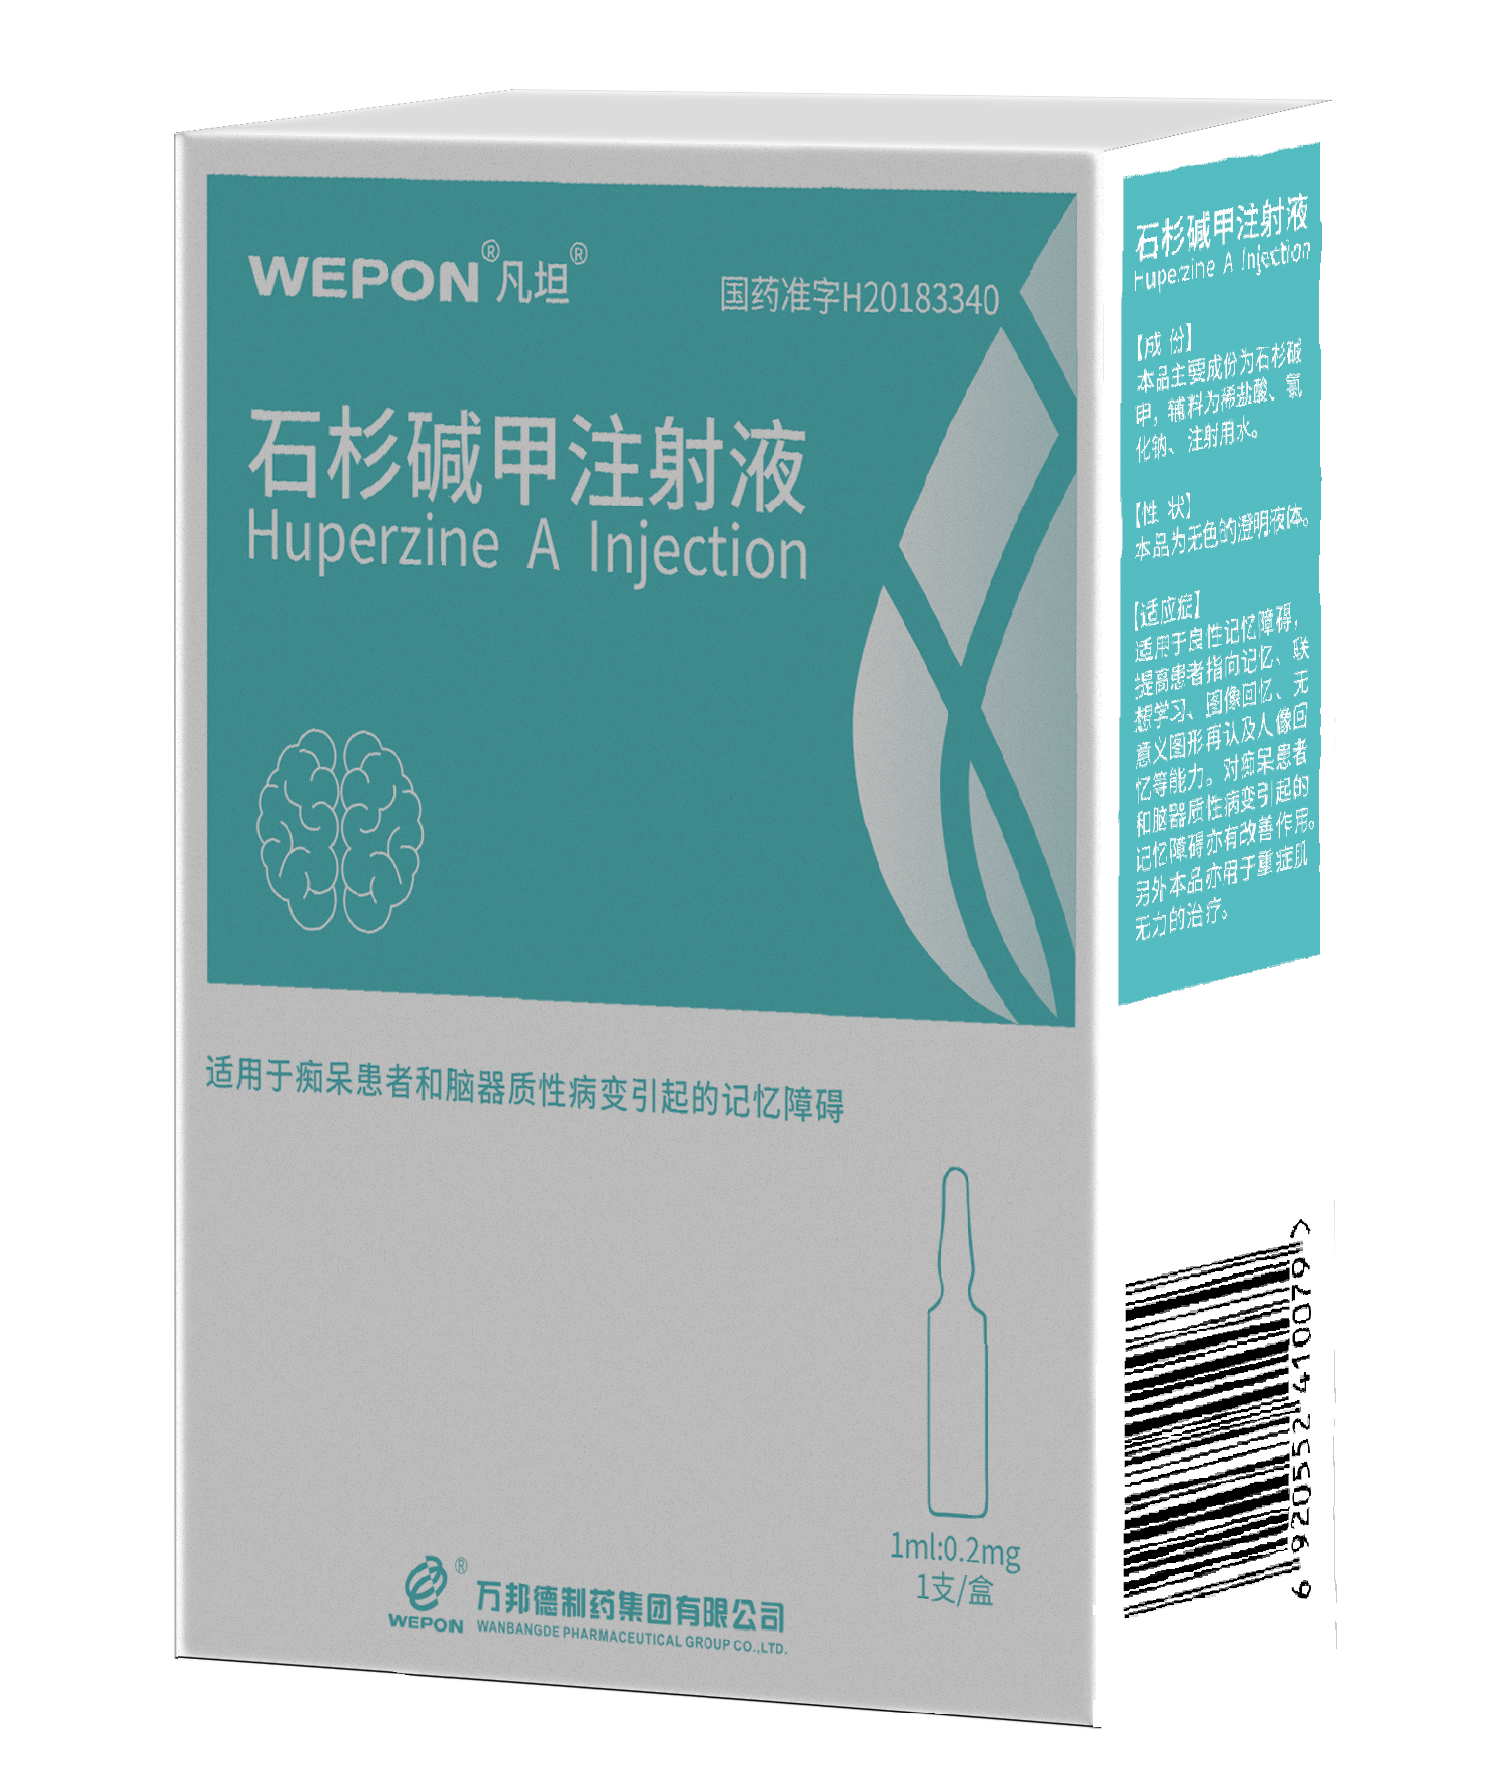 WEPON®凡坦®
国药准字H20183340
石杉碱甲注射液
Huperzine A Injection
适用于痴呆患者和脑器质性病变引起的记忆障碍
1ml:0.2mg
1支/盒
®
WEPON
万邦德制药集团有限公司
WANBANGDE PHARMACEUTICAL GROUP CO.,LTD.
石杉碱甲注射液
Huperzine A Injection
【成 份】
本品主要成份为石杉碱
甲，辅料为稀盐酸、氯
化钠、注射用水。
【性 状】
本品为无色的澄明液体。
【适应症】
适用于良性记忆障碍，
提高患者指向记忆、联
想学习、图像回忆、无
意义图形再认及人像回
忆等能力。对痴呆患者
和脑器质性病变引起的
记忆障碍亦有改善作用。
另外本品亦用于重症肌
无力的治疗。
6 920552 410079 >